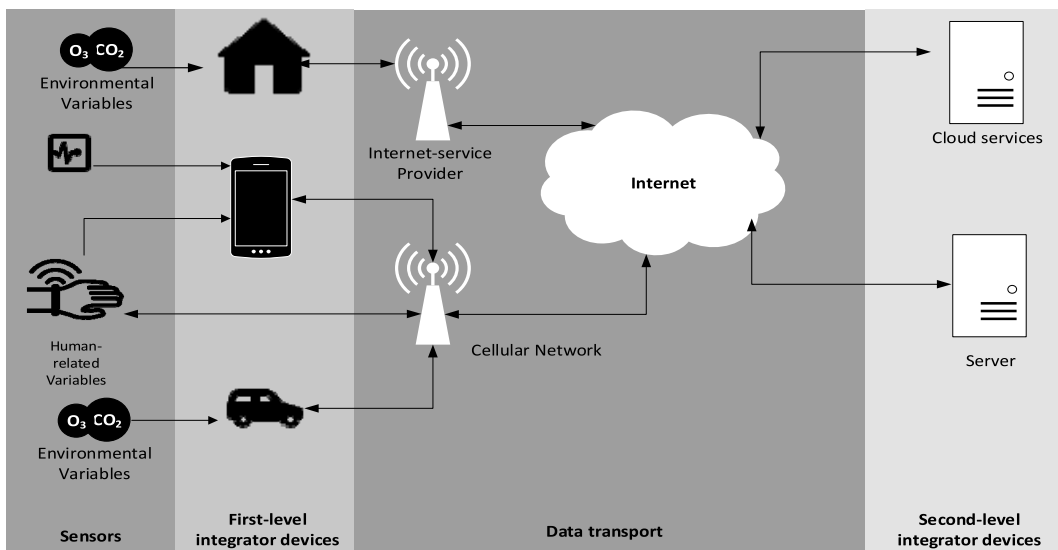 O3 CO2
Environmental
Variables
Human-
related
Variables
O3 CO2
Environmental
Variables
Sensors
First-level
integrator devices
Internet-service
Provider
Internet
Cellular Network
Data transport
Cloud services
Server
Second-level
integrator devices